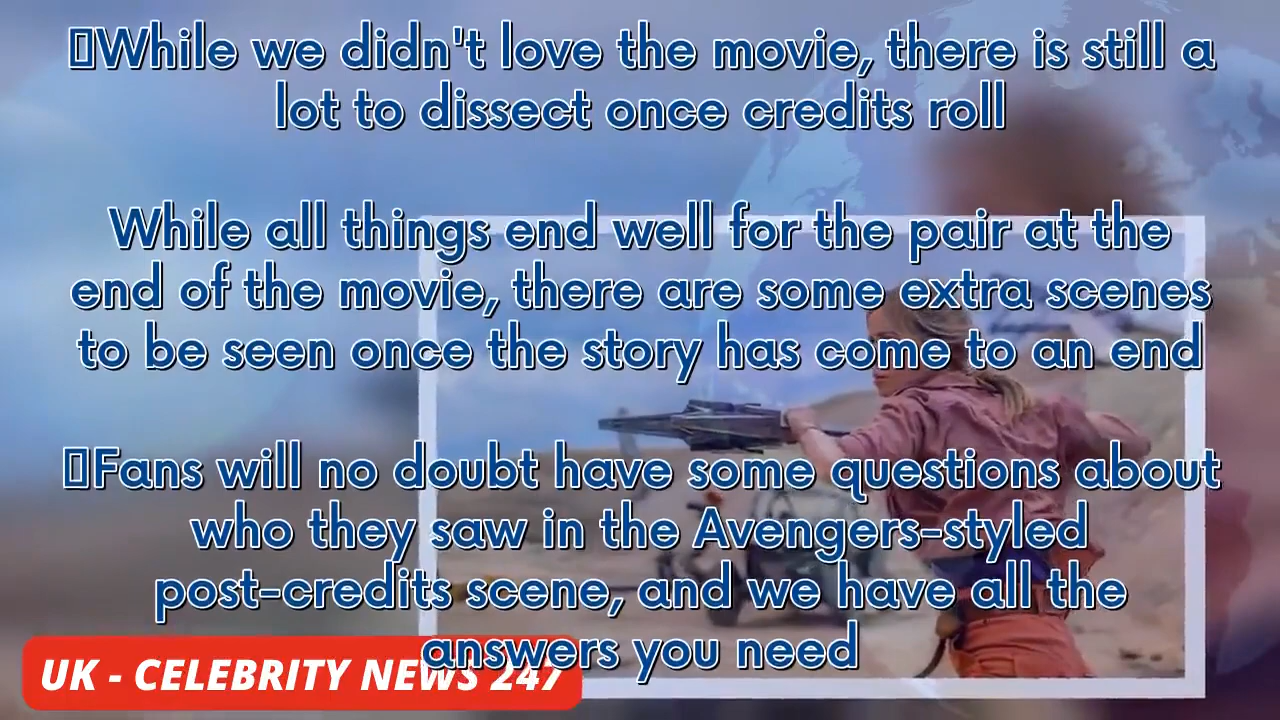 While we didn't love the movie, there is still a
lot to dissect once credits roll
While all things end well for the pair at the
end of the movie, there are some extra scenes
to be seen once the story has come to an end
Fans will no doubt have some questions about
who they saw in the Avengers-styled
post-credits scene, and we have all the
answers you need
UK - CELEBRITY NEWS 247